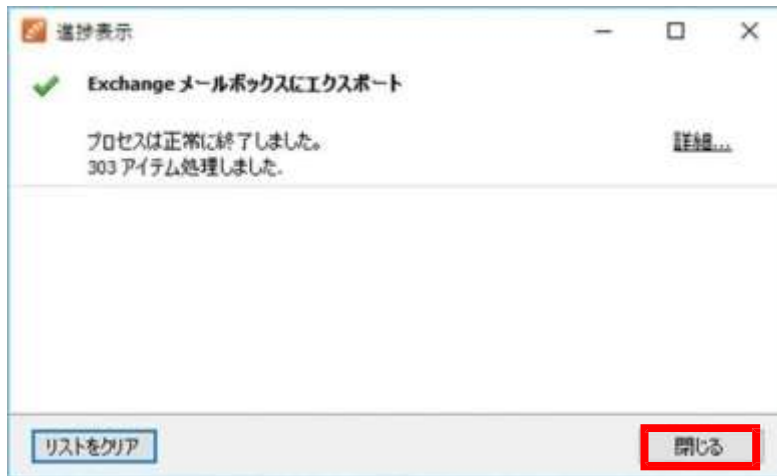 進捗表示
Exchange メールボックスにエクスポート
プロセスは正常に終了しました。
詳細...
303 アイテム処理しました.
リストをクリア
閉じる